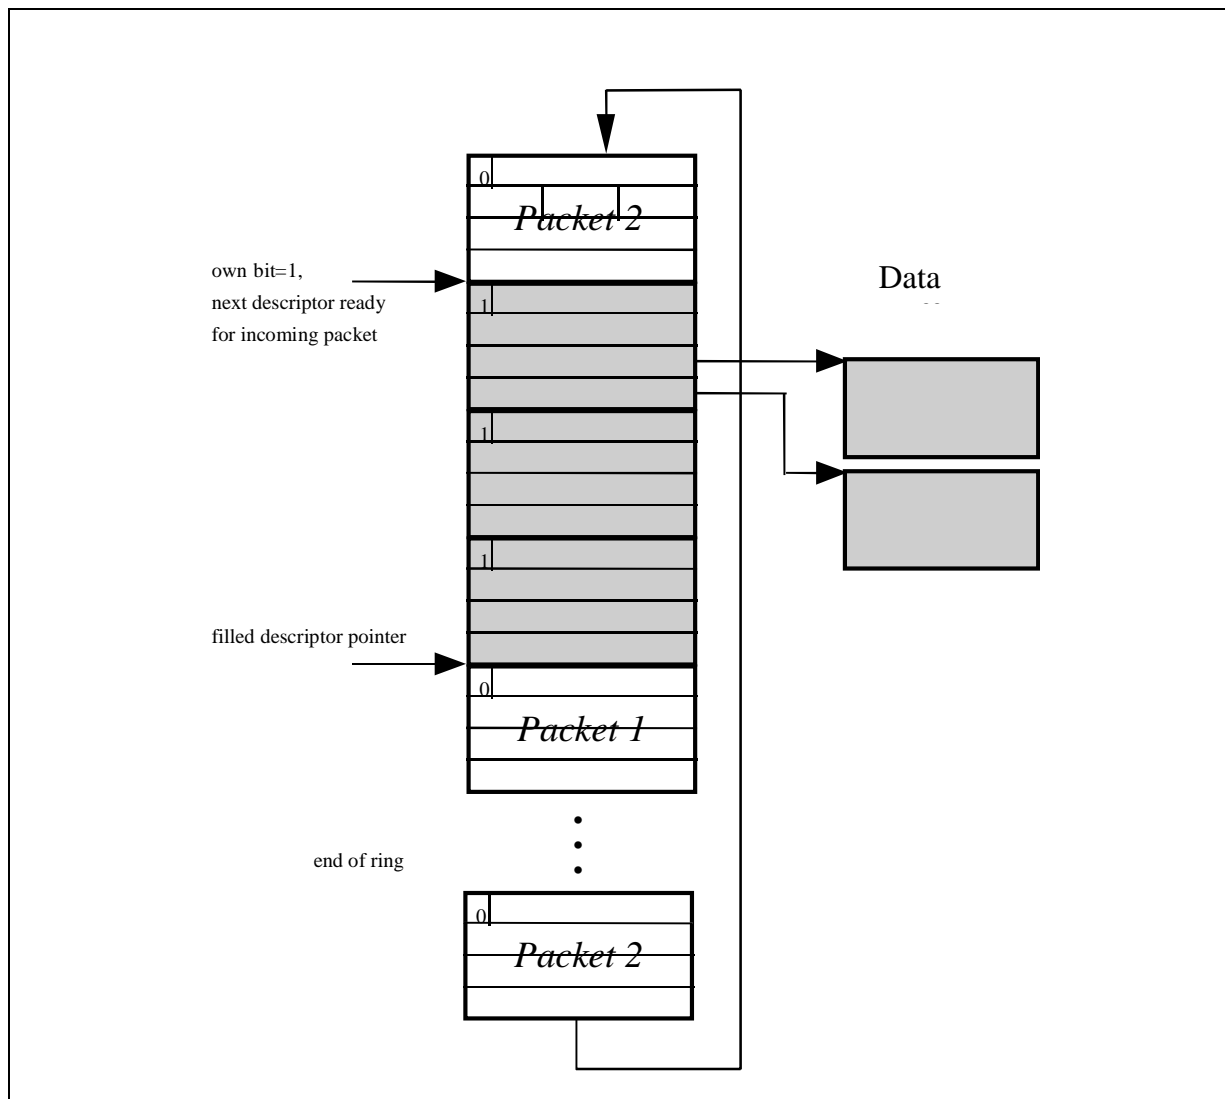 0
Packet 2
own bit=1,
next descriptor ready
for incoming packet
Data
1
1
1
filled descriptor pointer
0
Packet 1
end of ring
0
Packet 2